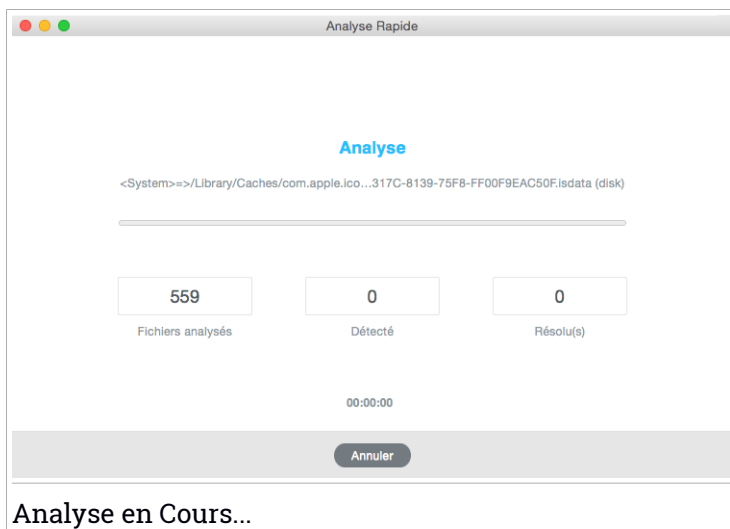 Analyse Rapide
Analyse
<System>=>/Library/Caches/com.apple.ico...317C-8139-75F8-FF00F9EAC50F.isdata (disk)
559 0 0
Fichiers analysés Détecté Résolu(s)
00:00:00
Annuler
Analyse en Cours...